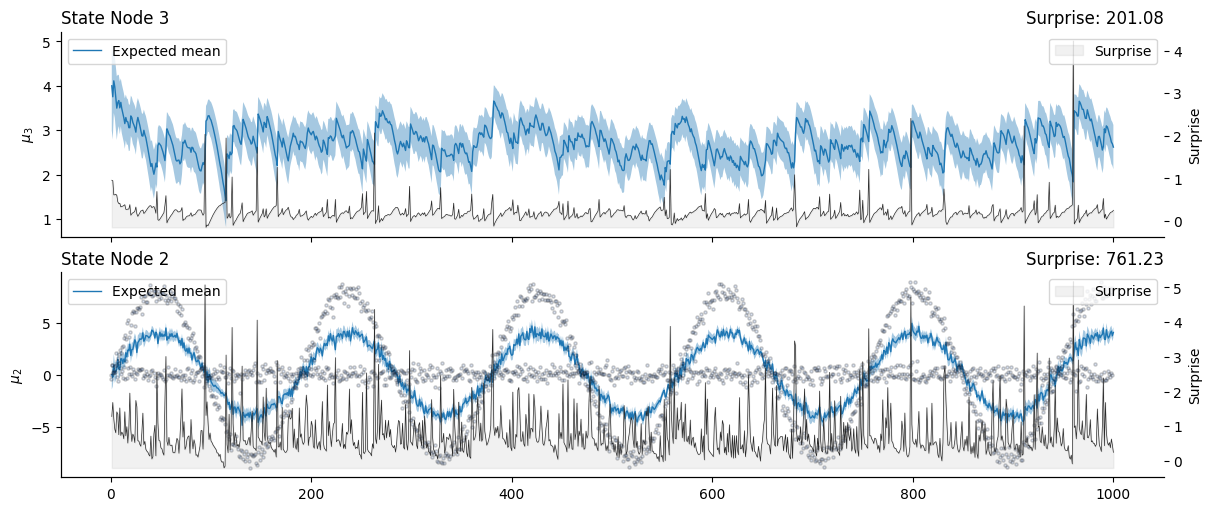 State Node 3
Surprise: 201.08
Expected mean
Surprise
5
4
3
2
1
μ3
4
3
2
1
0
Surprise
State Node 2
Surprise: 761.23
Expected mean
Surprise
5
0
−5
μ2
5
4
3
2
1
0
Surprise
0 200 400 600 800 1000